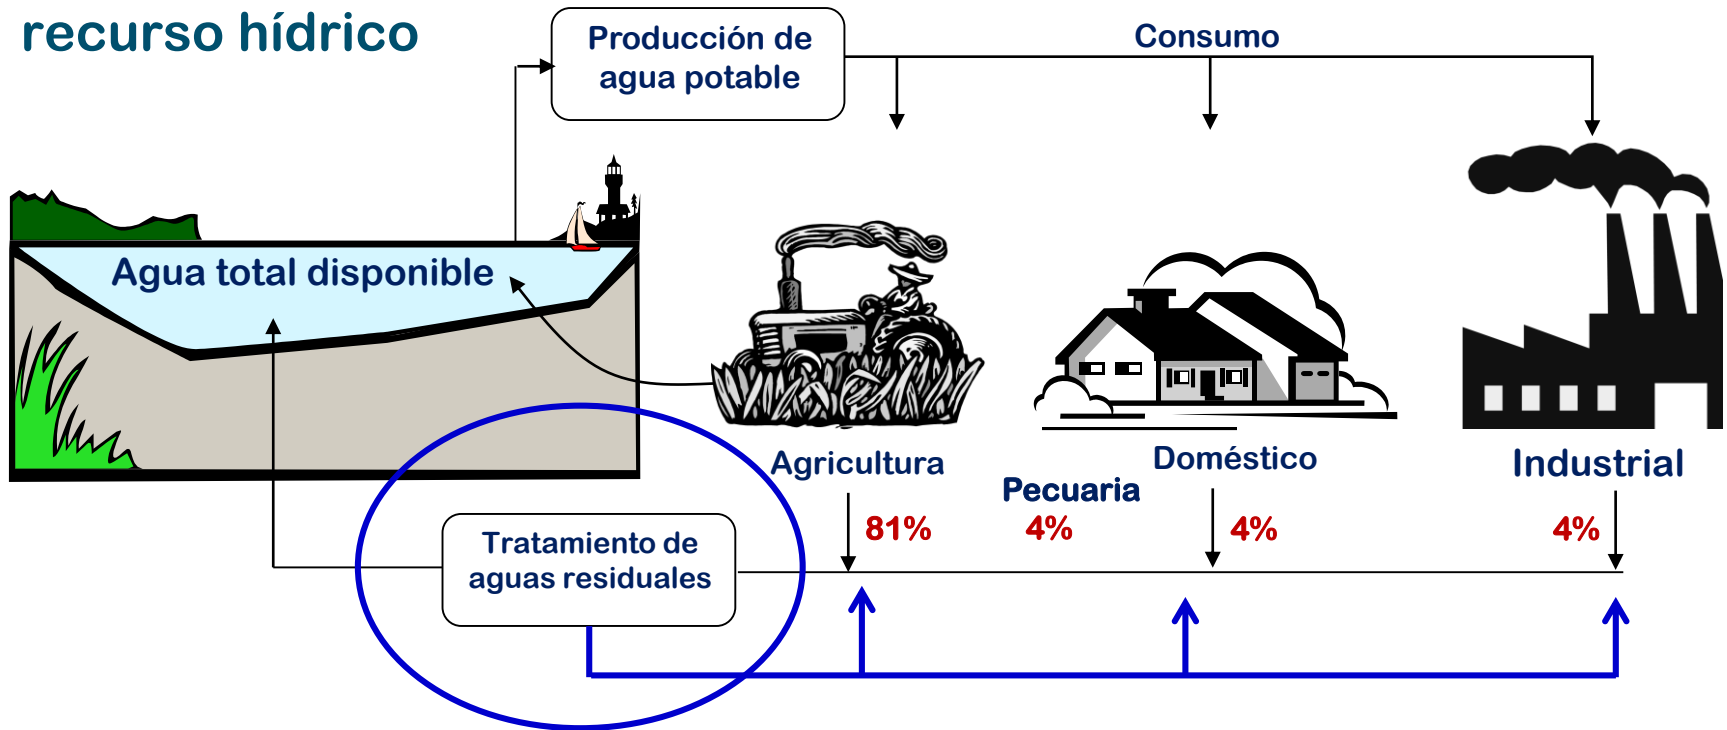 recurso hídrico
Producción de
agua potable
Consumo
Agua total disponible
Agricultura
Pecuaria
Doméstico
Industrial
81%
4%
4%
4%
Tratamiento de
aguas residuales